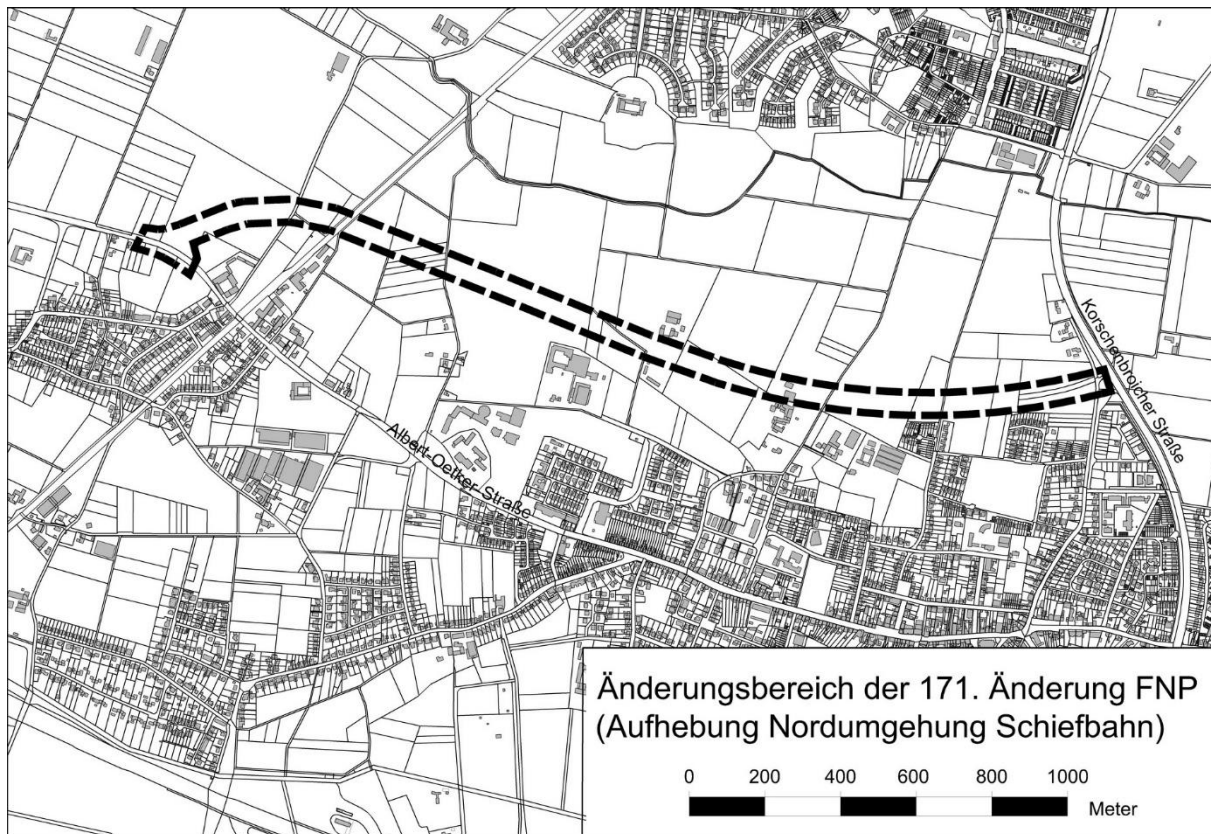 Korschenbroicher Straße
Albert-Oetker-Straße
Änderungsbereich der 171. Änderung FNP
(Aufhebung Nordumgehung Schiefbahn)
0 200 400 600 800 1000
Meter